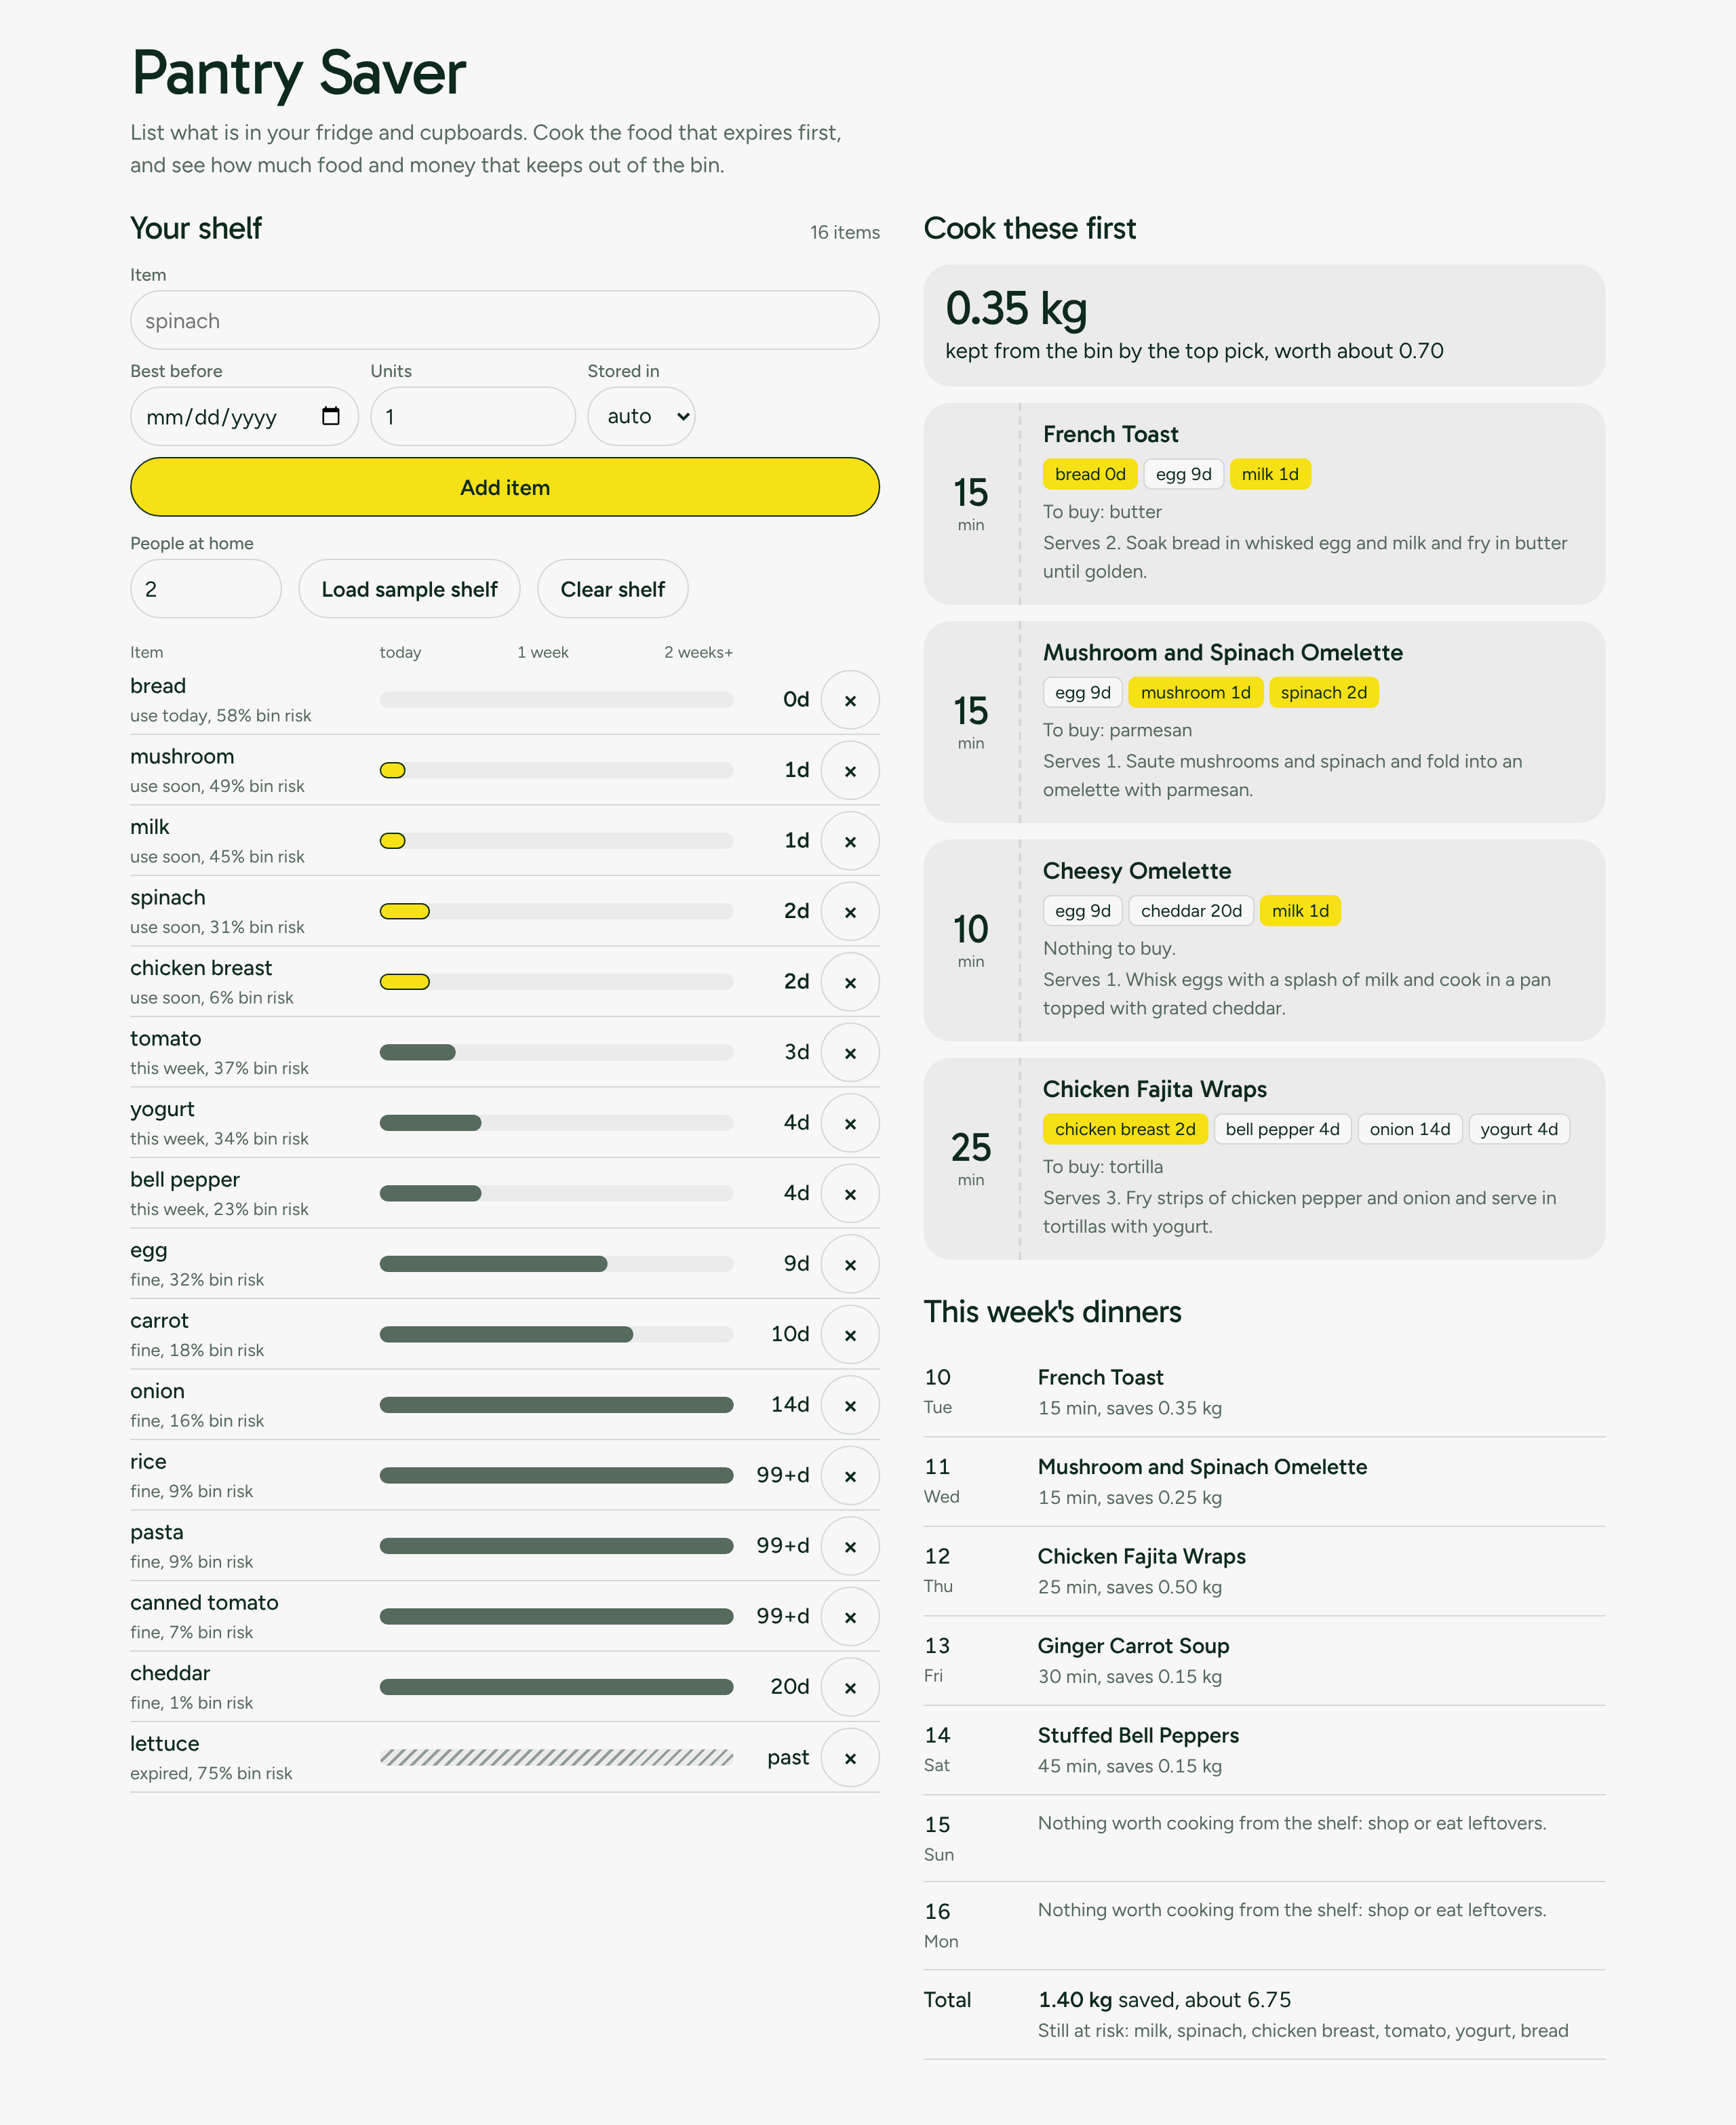 Pantry Saver
List what is in your fridge and cupboards. Cook the food that expires first,
and see how much food and money that keeps out of the bin.
Your shelf
16 items
Item
spinach
Best before
Units
Stored in
mm/dd/yyyy
1
auto
Add item
People at home
2
Load sample shelf
Clear shelf
Item
today
1 week
2 weeks+
bread
use today, 58% bin risk
0d
×
mushroom
use soon, 49% bin risk
1d
×
milk
use soon, 45% bin risk
1d
×
spinach
use soon, 31% bin risk
2d
×
chicken breast
use soon, 6% bin risk
2d
×
tomato
this week, 37% bin risk
3d
×
yogurt
this week, 34% bin risk
4d
×
bell pepper
this week, 23% bin risk
4d
×
egg
fine, 32% bin risk
9d
×
carrot
fine, 18% bin risk
10d
×
onion
fine, 16% bin risk
14d
×
rice
fine, 9% bin risk
99+d
×
pasta
fine, 9% bin risk
99+d
×
canned tomato
fine, 7% bin risk
99+d
×
cheddar
fine, 1% bin risk
20d
×
lettuce
expired, 75% bin risk
past
×
Cook these first
0.35 kg
kept from the bin by the top pick, worth about 0.70
15
min
French Toast
bread 0d
egg 9d
milk 1d
To buy: butter
Serves 2. Soak bread in whisked egg and milk and fry in butter
until golden.
15
min
Mushroom and Spinach Omelette
egg 9d
mushroom 1d
spinach 2d
To buy: parmesan
Serves 1. Saute mushrooms and spinach and fold into an
omelette with parmesan.
10
min
Cheesy Omelette
egg 9d
cheddar 20d
milk 1d
Nothing to buy.
Serves 1. Whisk eggs with a splash of milk and cook in a pan
topped with grated cheddar.
25
min
Chicken Fajita Wraps
chicken breast 2d
bell pepper 4d
onion 14d
yogurt 4d
To buy: tortilla
Serves 3. Fry strips of chicken pepper and onion and serve in
tortillas with yogurt.
This week's dinners
10
Tue
French Toast
15 min, saves 0.35 kg
11
Wed
Mushroom and Spinach Omelette
15 min, saves 0.25 kg
12
Thu
Chicken Fajita Wraps
25 min, saves 0.50 kg
13
Fri
Ginger Carrot Soup
30 min, saves 0.15 kg
14
Sat
Stuffed Bell Peppers
45 min, saves 0.15 kg
15
Sun
Nothing worth cooking from the shelf: shop or eat leftovers.
16
Mon
Nothing worth cooking from the shelf: shop or eat leftovers.
Total
1.40 kg saved, about 6.75
Still at risk: milk, spinach, chicken breast, tomato, yogurt, bread